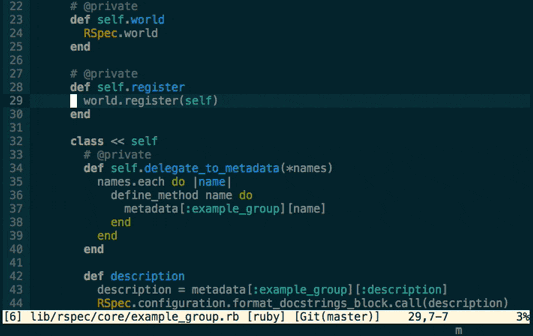 22 # @private
23 def self.world
24 RSpec.world
25 end
26
27 # @private
28 def self.register
29 world.register(self)
30 end
31
32 class << self
33 # @private
34 def self.delegate_to_metadata(*names)
35 names.each do |name|
36 define_method name do
37 metadata[:example_group][name]
38 end
39 end
40 end
41
42 def description
43 description = metadata[:example_group][:description]
44 RSpec.configuration.format_docstrings_block.call(description)
[6] lib/rspec/core/example_group.rb [ruby] [Git(master)] 29,7-7 3%
m